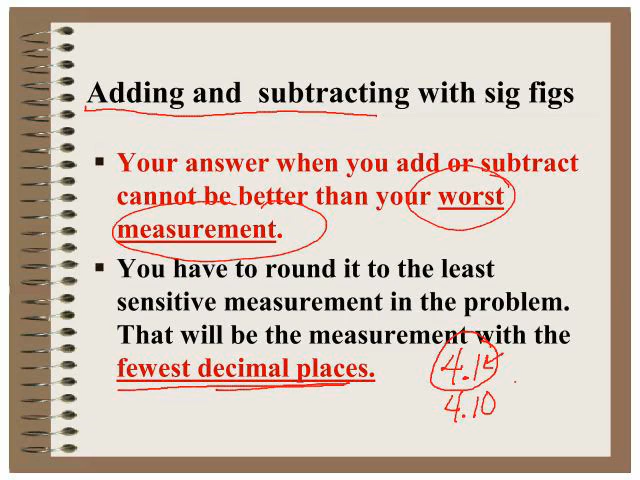 Adding and subtracting with sig figs
▪ Your answer when you add or subtract
cannot be better than your worst
measurement.
▪ You have to round it to the least
sensitive measurement in the problem.
That will be the measurement with the
fewest decimal places.
4.1
4.10